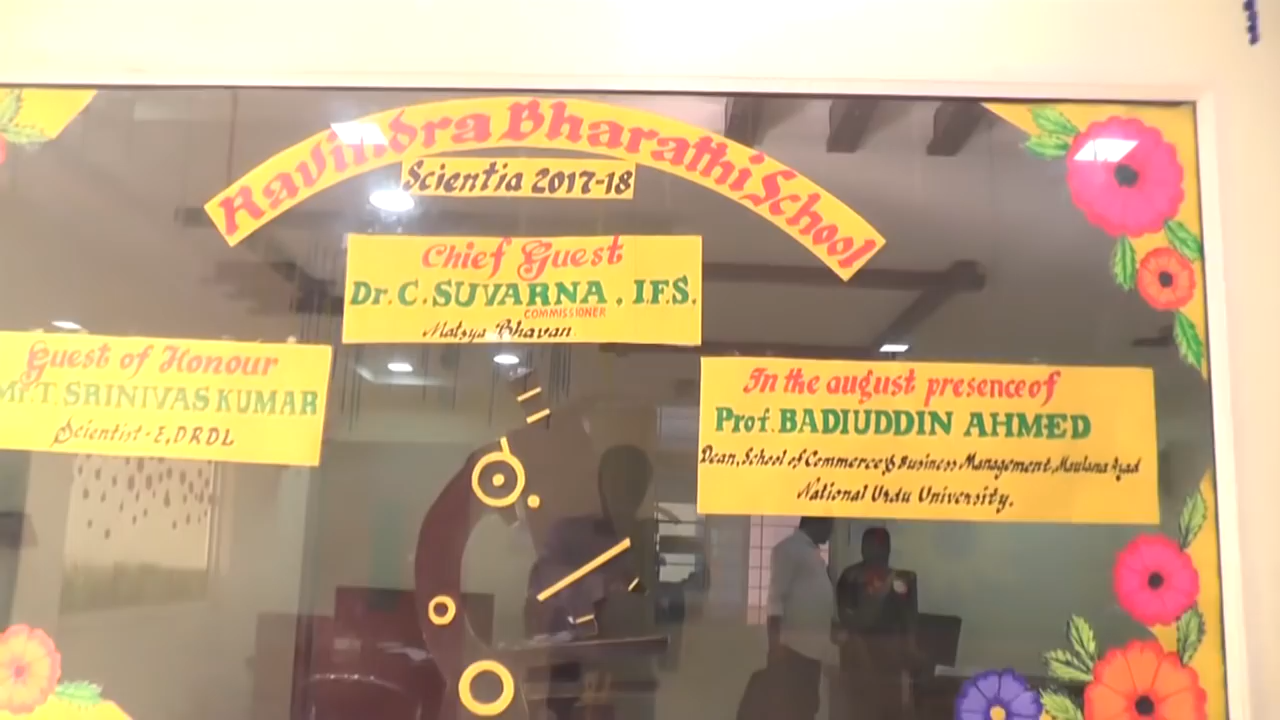 Ravindra Bharathi School
Scientia 2017-18
Chief Guest
Dr. C. SUVARNA . I.F.S.
COMMISSIONER
Matsya Bhavan
Guest of Honour
Mr. T. SRINIVAS KUMAR
Scientist-E, DRDL
In the august presence of
Prof. BADIUDDIN AHMED
Dean, School of Commerce & Business Management, Maulana Azad
National Urdu University.